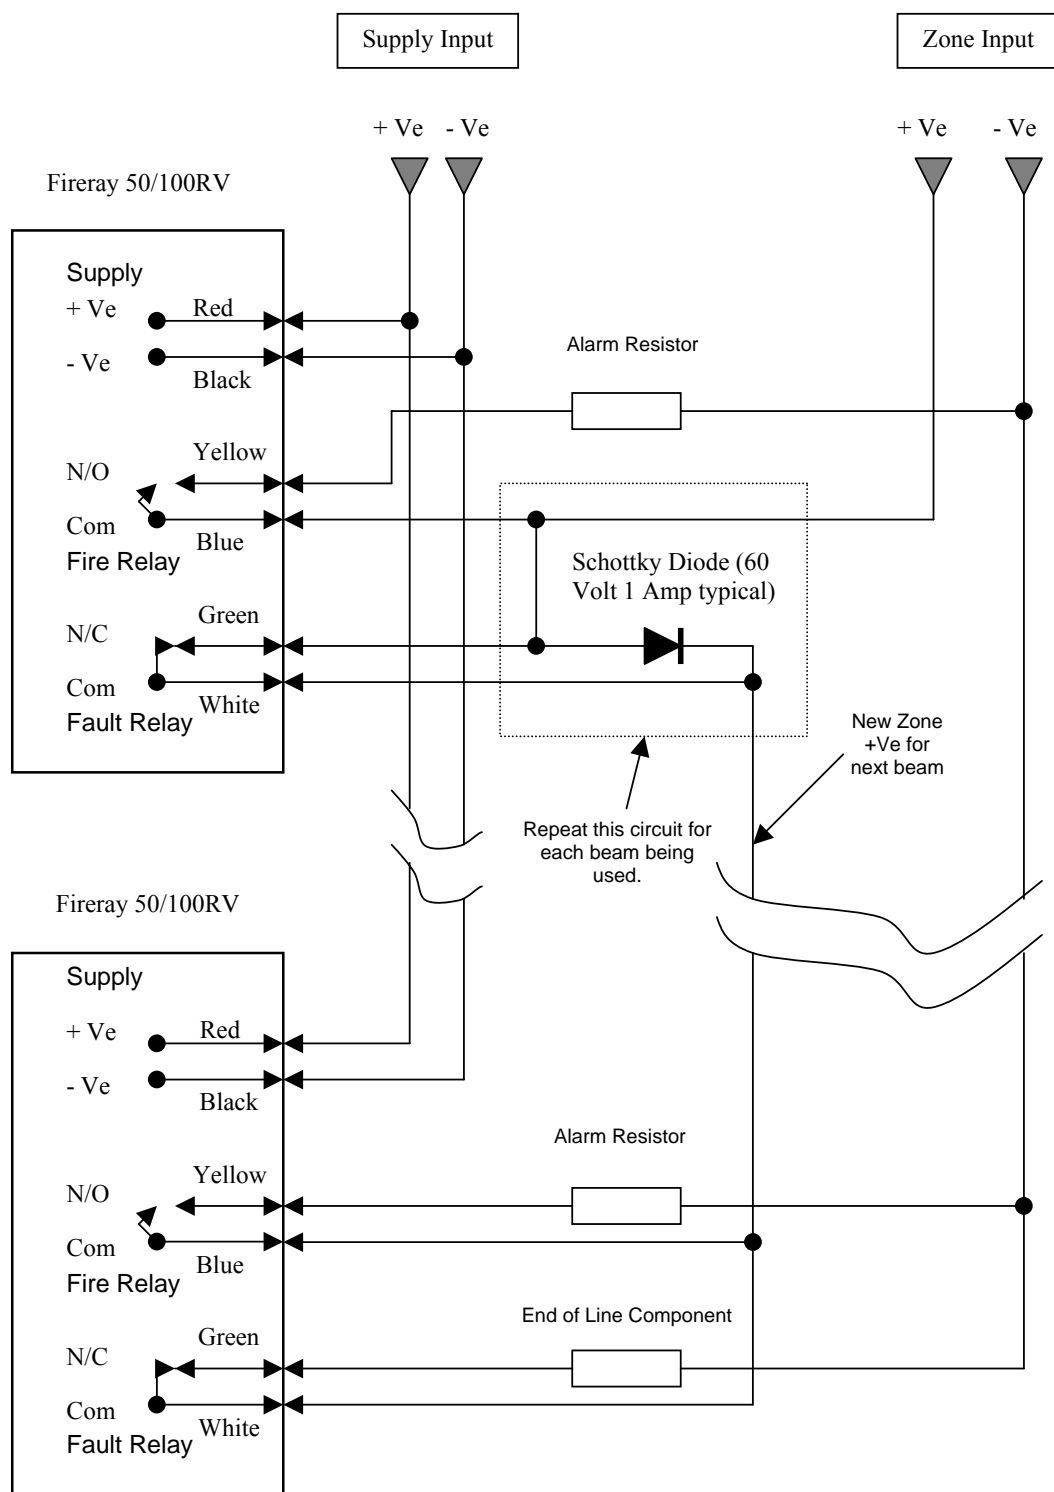 Supply Input
Zone Input
+ Ve - Ve
+ Ve - Ve
Fireray 50/100RV
Supply
+ Ve
Red
- Ve
Black
Alarm Resistor
Yellow
N/O
Com
Blue
Fire Relay
Schottky Diode (60
Volt 1 Amp typical)
Green
N/C
Com
White
Fault Relay
New Zone
+Ve for
next beam
Repeat this circuit for
each beam being
used.
Fireray 50/100RV
Supply
+ Ve
Red
- Ve
Black
Alarm Resistor
Yellow
N/O
Com
Blue
Fire Relay
End of Line Component
Green
N/C
Com
White
Fault Relay